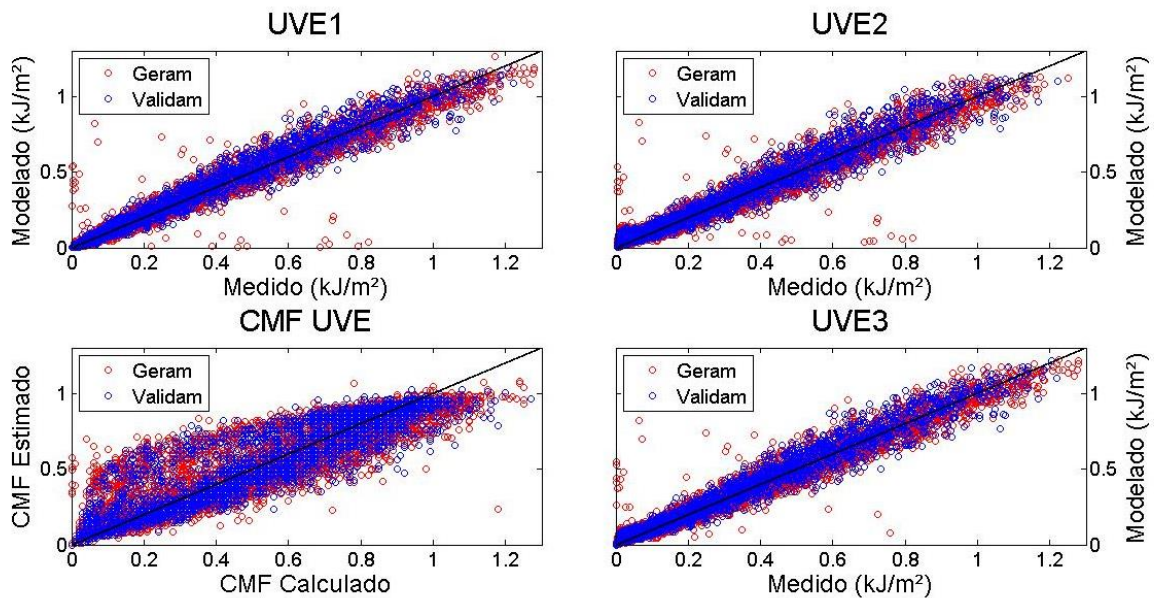 UVE1
Geram
Validam
Modelado (kJ/m²)
1
0.5
0
0 0.2 0.4 0.6 0.8 1 1.2
Medido (kJ/m²)
UVE2
Geram
Validam
Modelado (kJ/m²)
1
0.5
0
0 0.2 0.4 0.6 0.8 1 1.2
Medido (kJ/m²)
CMF UVE
Geram
Validam
CMF Estimado
1
0.5
0
0 0.2 0.4 0.6 0.8 1 1.2
CMF Calculado
UVE3
Geram
Validam
Modelado (kJ/m²)
1
0.5
0
0 0.2 0.4 0.6 0.8 1 1.2
Medido (kJ/m²)